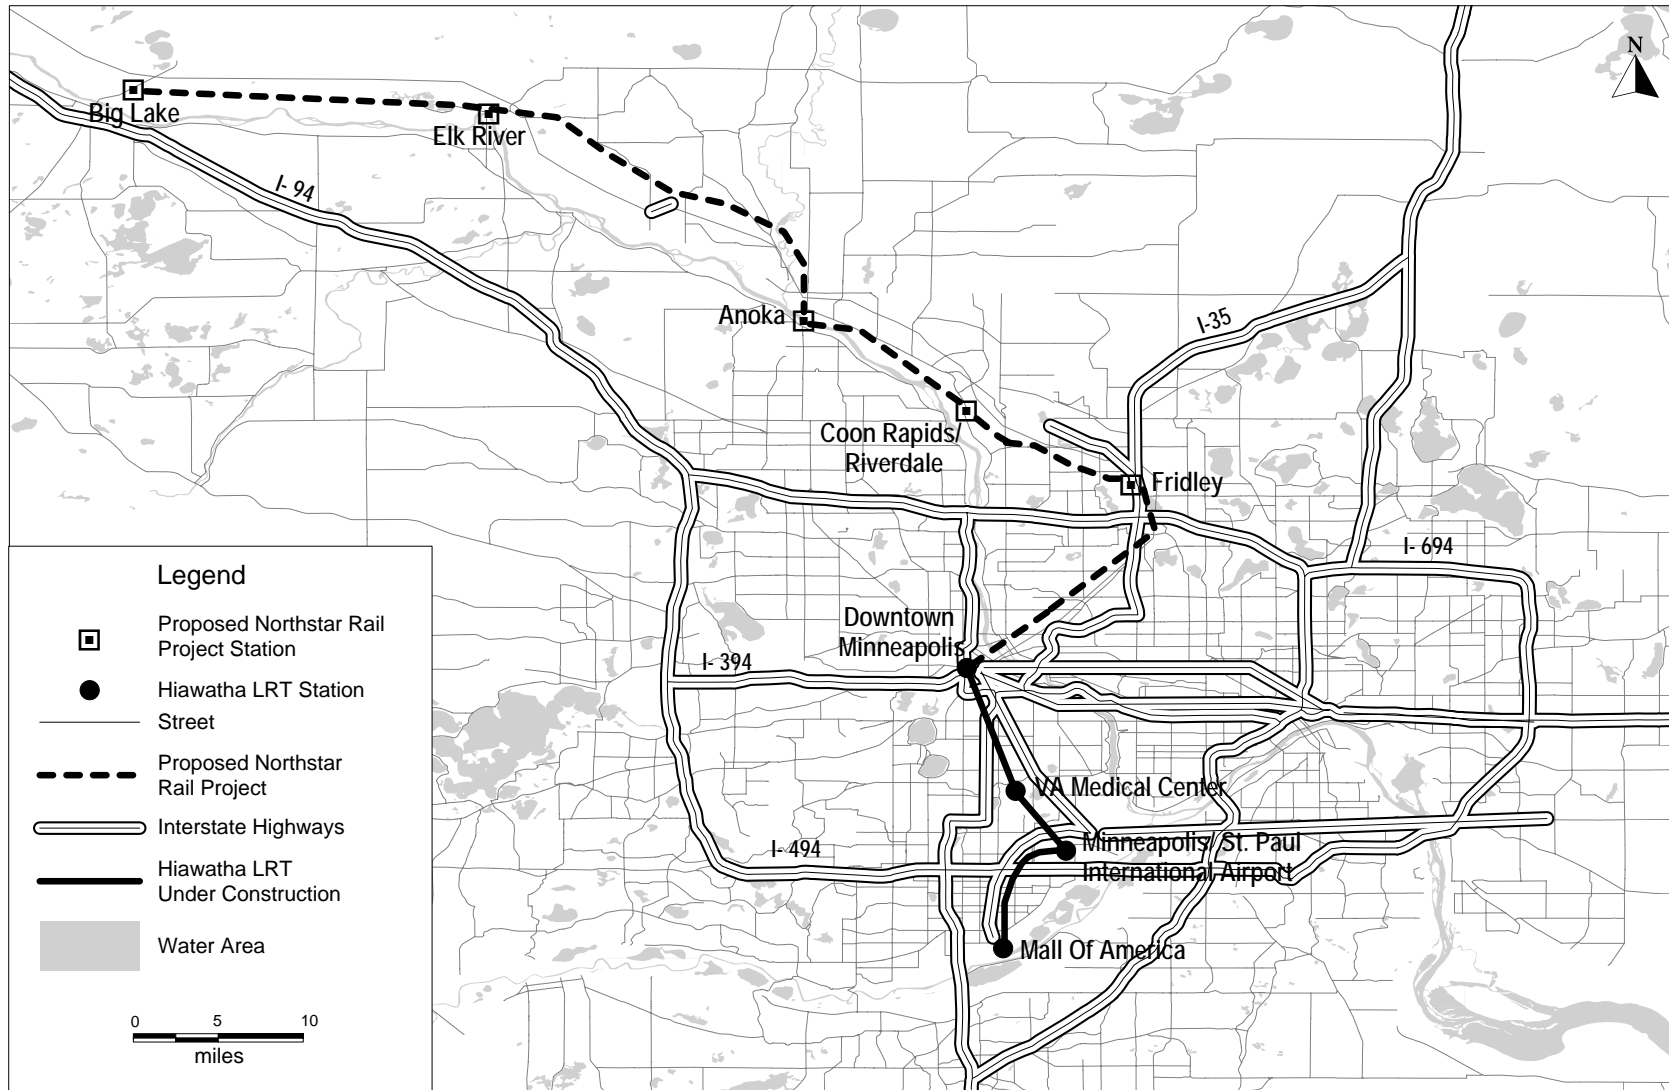 N
Big Lake
Elk River
I- 94
Anoka
I-35
Coon Rapids/
Riverdale
Fridley
I- 694
Downtown
Minneapolis
I- 394
VA Medical Center
I- 494
Minneapolis/ St. Paul
International Airport
Mall Of America
Legend
Proposed Northstar Rail
Project Station
Hiawatha LRT Station
Street
Proposed Northstar
Rail Project
Interstate Highways
Hiawatha LRT
Under Construction
Water Area
0 5 10
miles